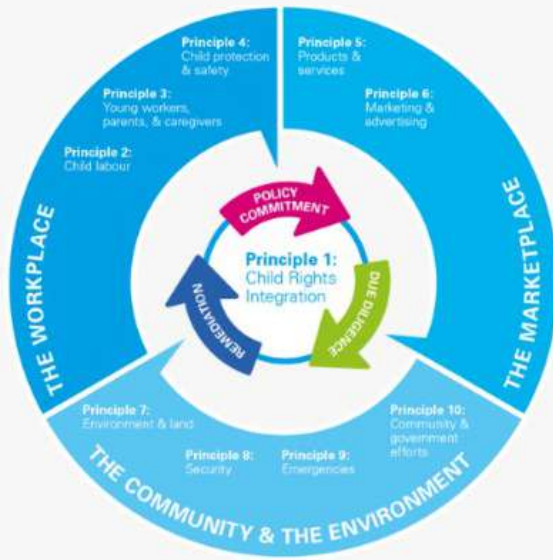 Principle 4:
Child protection
& safety
Principle 3:
Young workers,
parents, & caregivers
Principle 2:
Child labour
THE WORKPLACE
Principle 5:
Products &
services
Principle 6:
Marketing &
advertising
THE MARKETPLACE
POLICY
COMMITMENT
DUE DILIGENCE
REMEDIATION
Principle 1:
Child Rights
Integration
Principle 7:
Environment & land
Principle 8:
Security
Principle 9:
Emergencies
Principle 10:
Community &
government
efforts
THE COMMUNITY & THE ENVIRONMENT